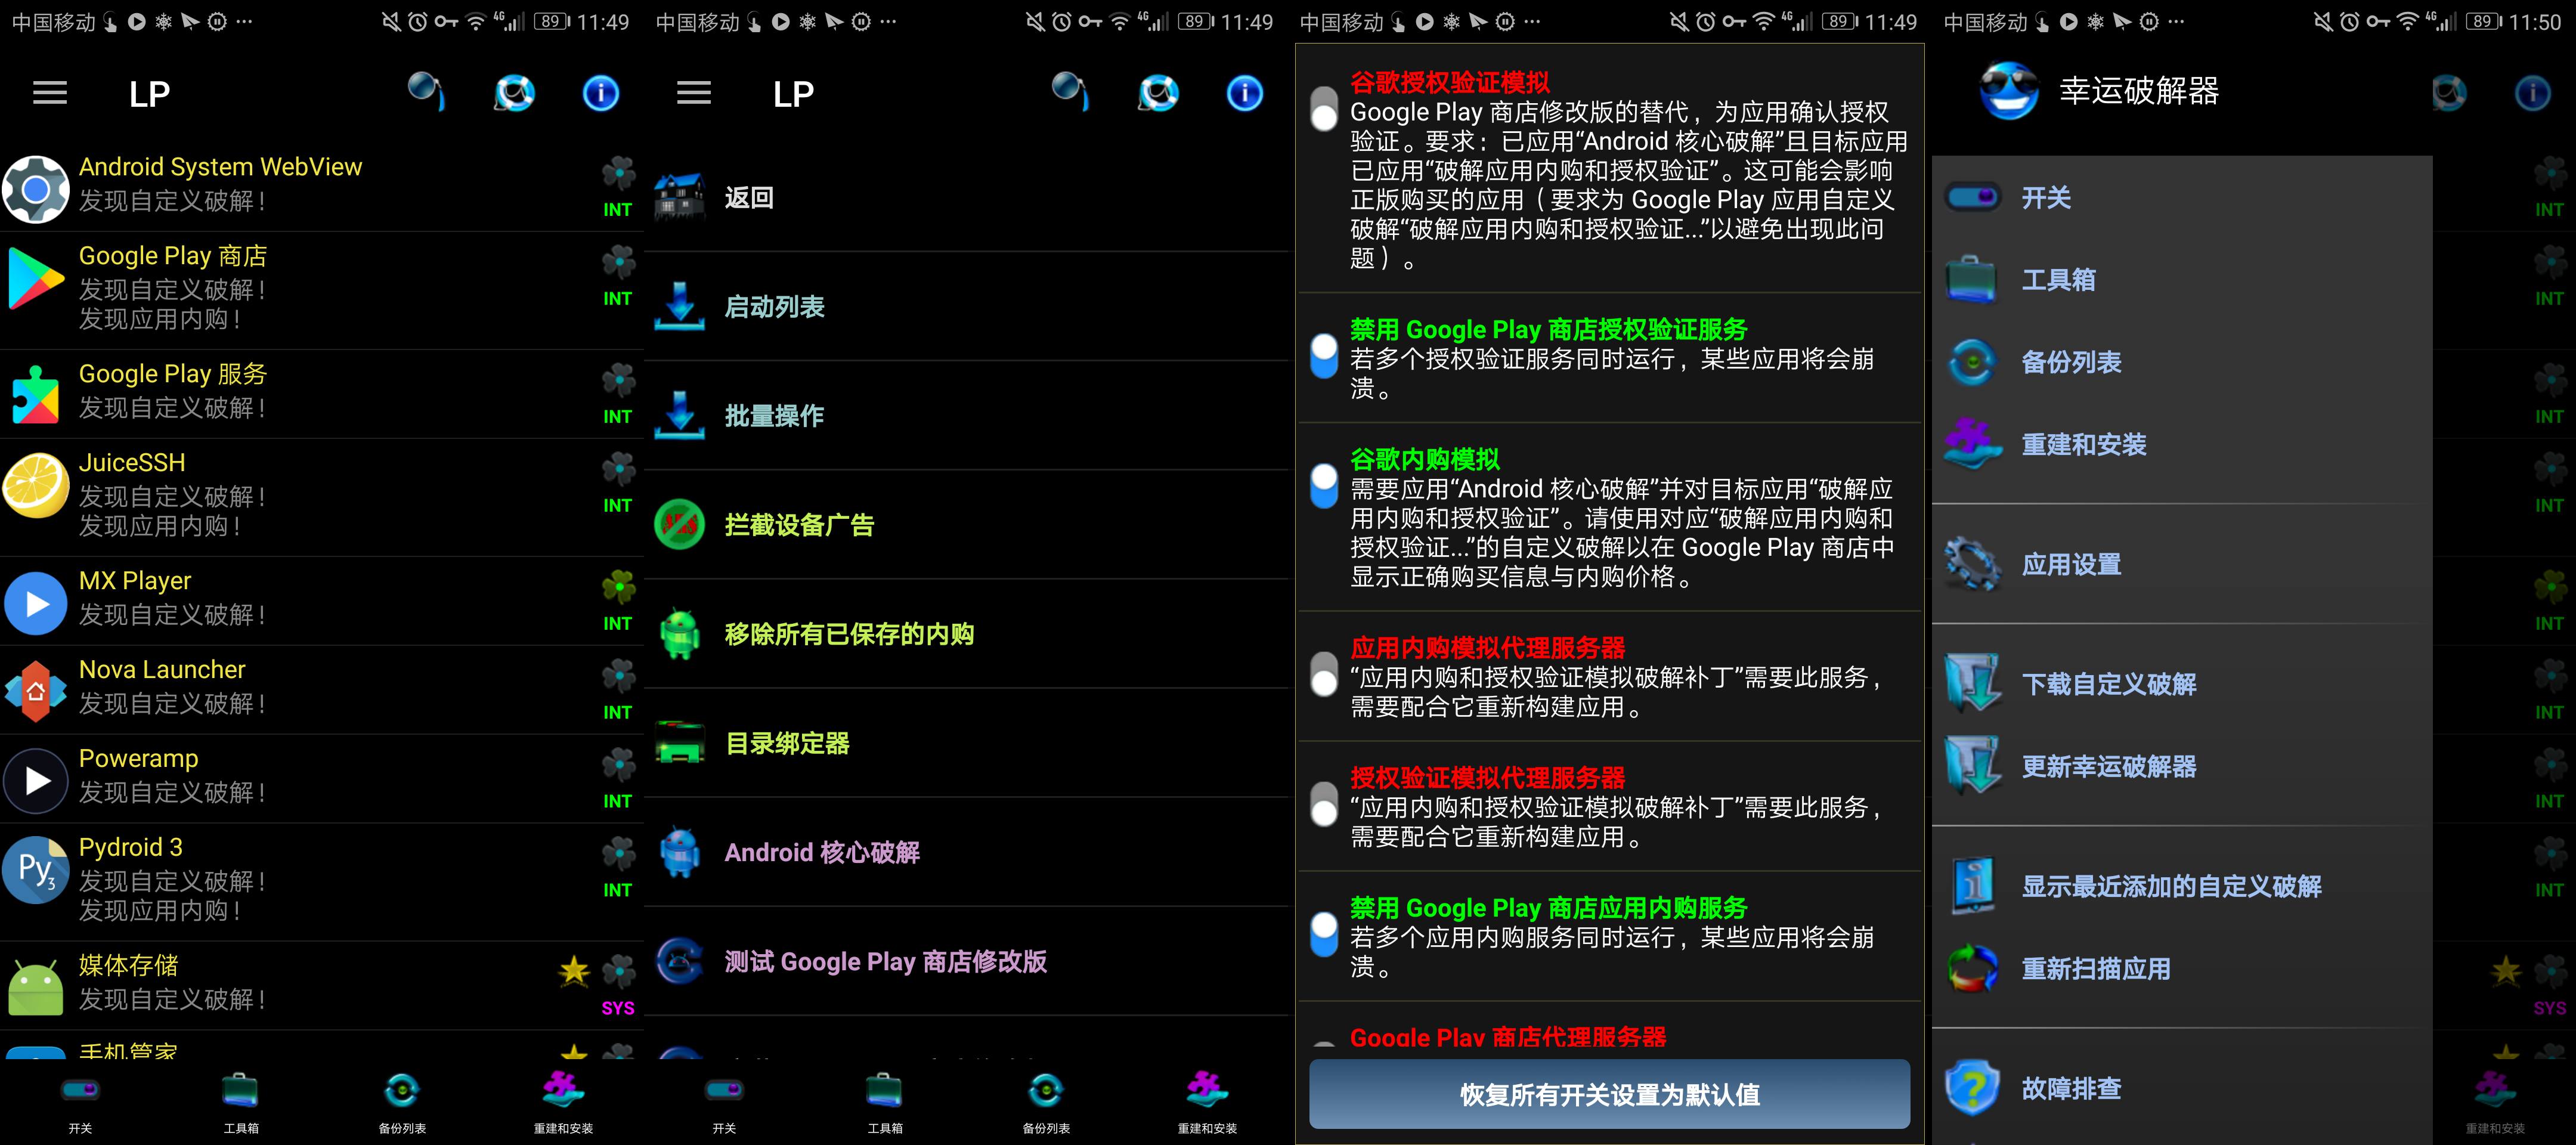 中国移动
4G
89
11:49
LP
Android System WebView
发现自定义破解！
INT
Google Play 商店
发现自定义破解！
发现应用内购！
INT
Google Play 服务
发现自定义破解！
INT
JuiceSSH
发现自定义破解！
发现应用内购！
INT
MX Player
发现自定义破解！
INT
Nova Launcher
发现自定义破解！
INT
Poweramp
发现自定义破解！
INT
Pydroid 3
发现自定义破解！
发现应用内购！
INT
媒体存储
发现自定义破解！
SYS
手机管家
开关
工具箱
备份列表
重建和安装
中国移动
4G
89
11:49
LP
返回
启动列表
批量操作
拦截设备广告
移除所有已保存的内购
目录绑定器
Android 核心破解
测试 Google Play 商店修改版
开关
工具箱
备份列表
重建和安装
中国移动
4G
89
11:49
谷歌授权验证模拟
Google Play 商店修改版的替代，为应用确认授权
验证。要求：已应用“Android 核心破解”且目标应用
已应用“破解应用内购和授权验证”。这可能会影响
正版购买的应用（要求为 Google Play 应用自定义
破解“破解应用内购和授权验证...”以避免出现此问
题）。
禁用 Google Play 商店授权验证服务
若多个授权验证服务同时运行，某些应用将会崩
溃。
谷歌内购模拟
需要应用“Android 核心破解”并对目标应用“破解应
用内购和授权验证”。请使用对应“破解应用内购和
授权验证...”的自定义破解以在 Google Play 商店中
显示正确购买信息与内购价格。
应用内购模拟代理服务器
“应用内购和授权验证模拟破解补丁”需要此服务，
需要配合它重新构建应用。
授权验证模拟代理服务器
“应用内购和授权验证模拟破解补丁”需要此服务，
需要配合它重新构建应用。
禁用 Google Play 商店应用内购服务
若多个应用内购服务同时运行，某些应用将会崩
溃。
Google Play 商店代理服务器
恢复所有开关设置为默认值
中国移动
4G
89
11:50
幸运破解器
开关
工具箱
备份列表
重建和安装
应用设置
下载自定义破解
更新幸运破解器
显示最近添加的自定义破解
重新扫描应用
故障排查
INT
INT
INT
INT
INT
INT
INT
INT
SYS
重建和安装